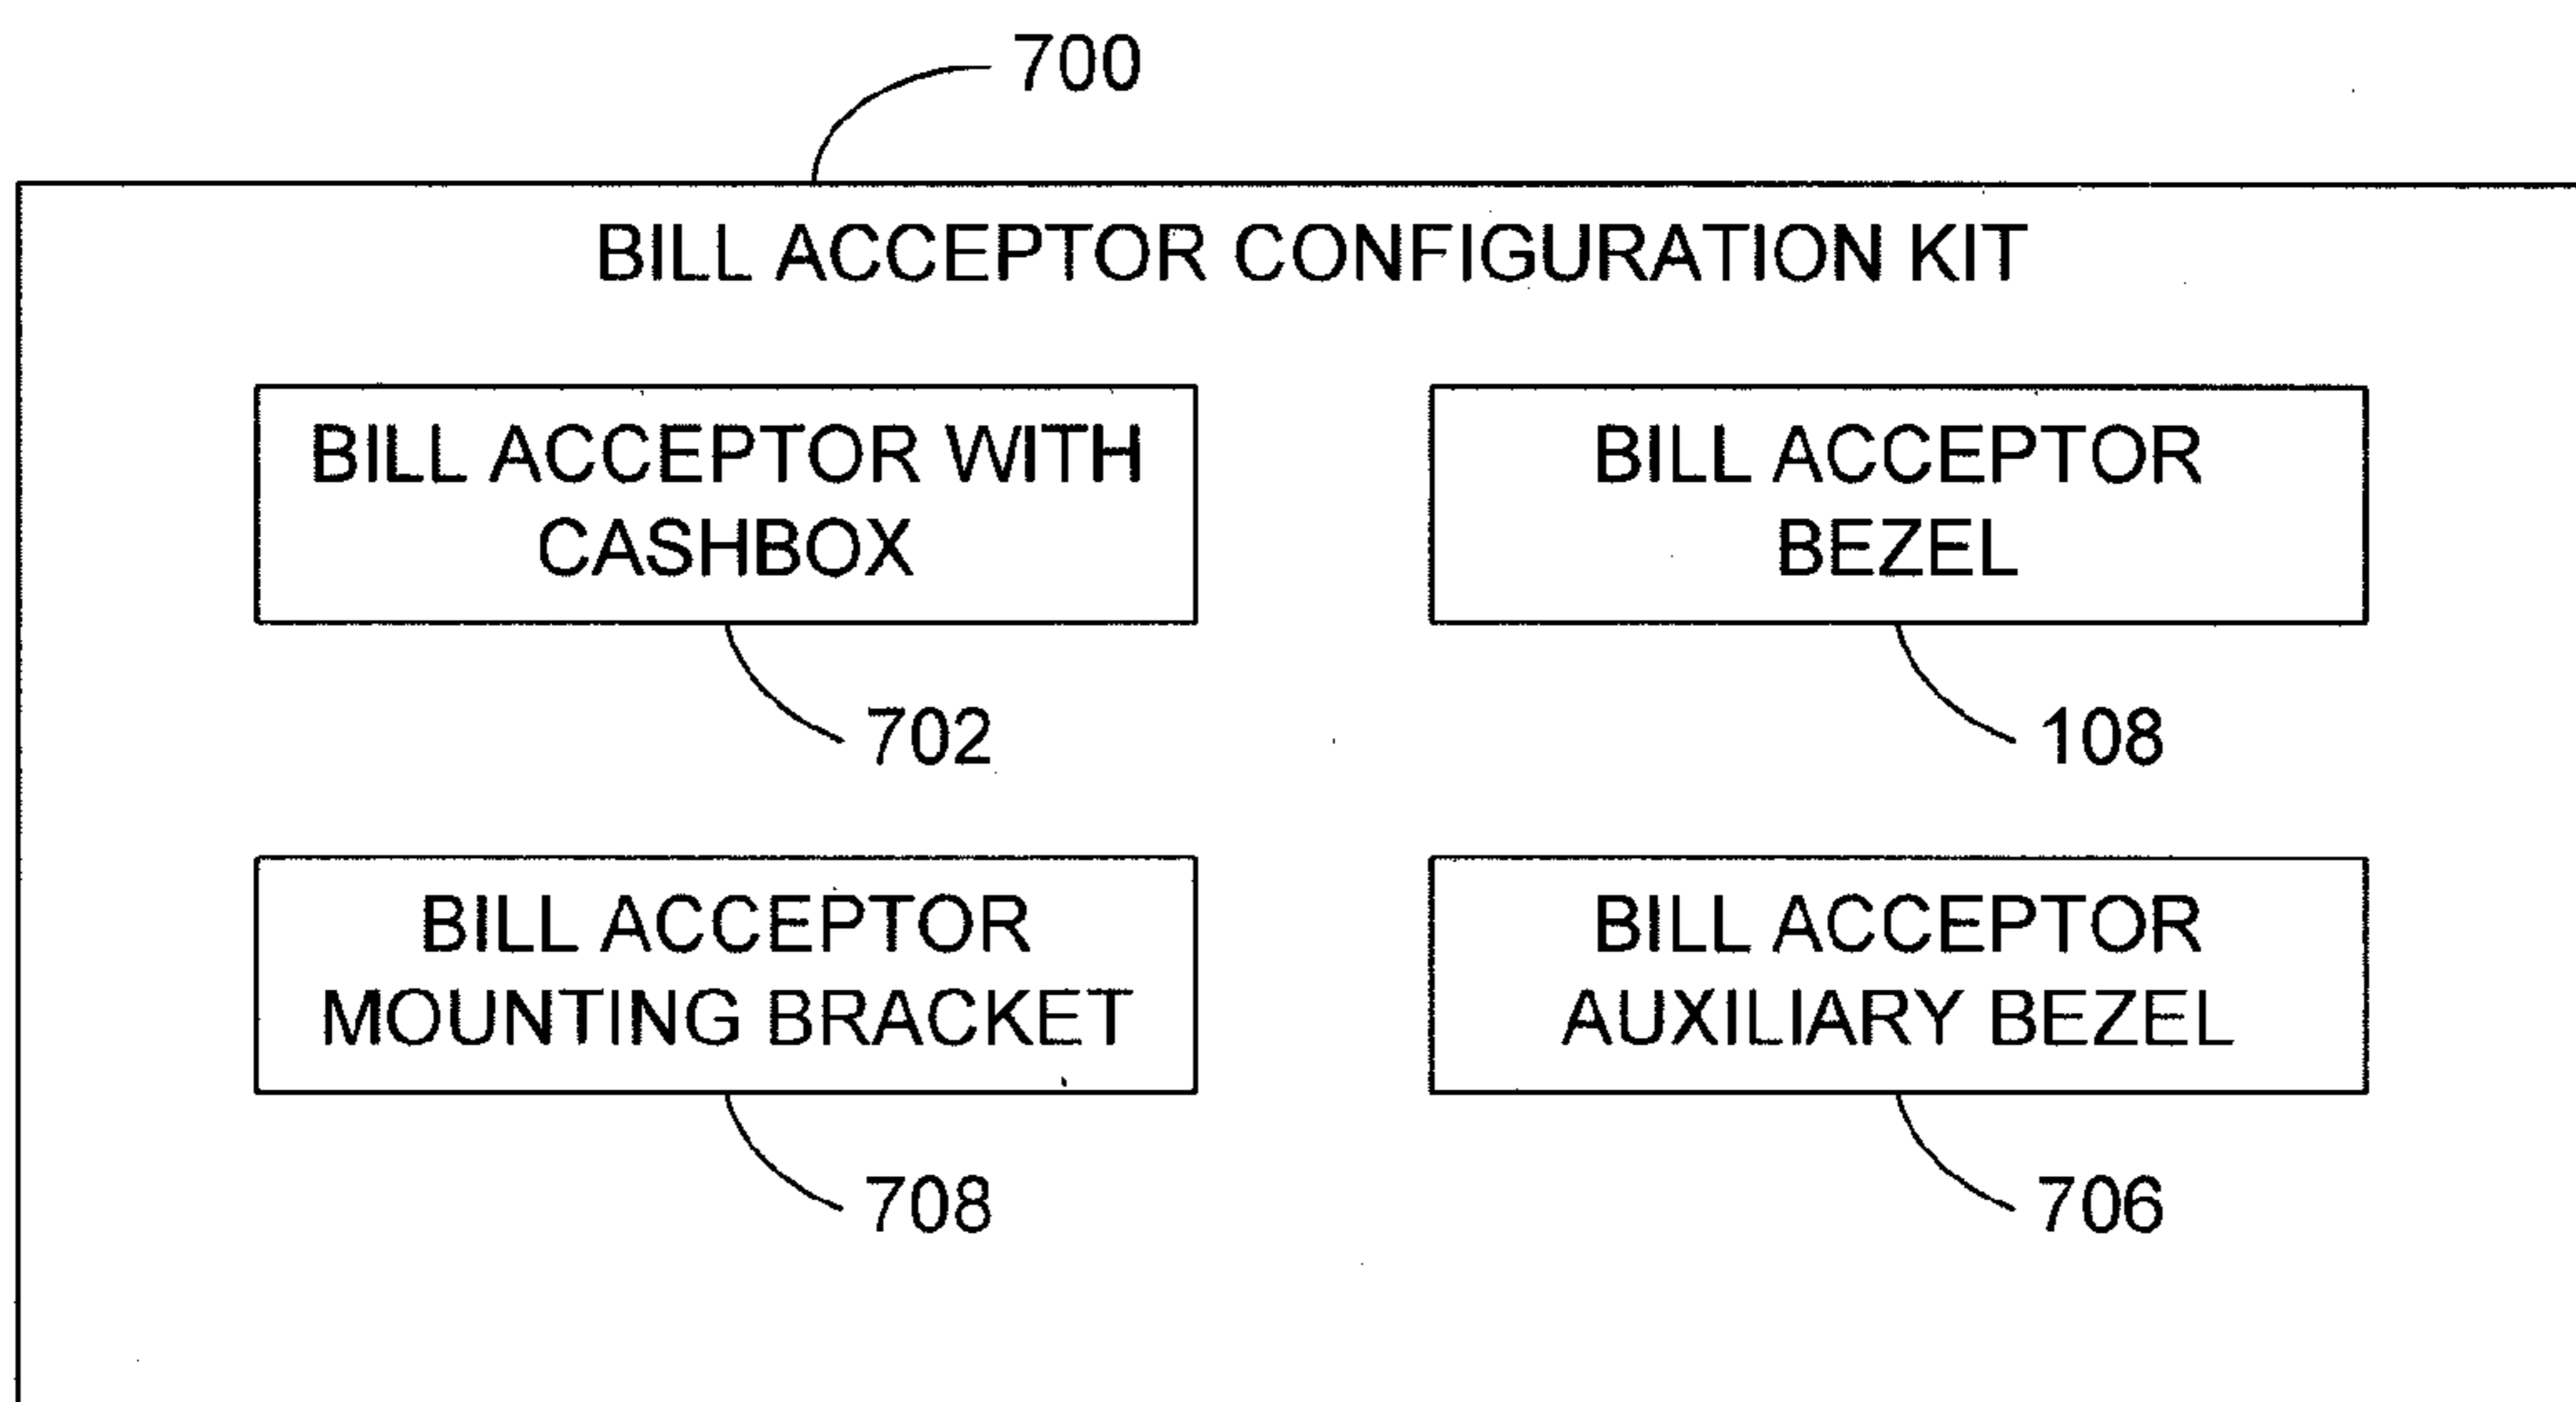 700
BILL ACCEPTOR CONFIGURATION KIT
BILL ACCEPTOR WITH
CASHBOX
702
BILL ACCEPTOR
BEZEL
108
BILL ACCEPTOR
MOUNTING BRACKET
708
BILL ACCEPTOR
AUXILIARY BEZEL
706